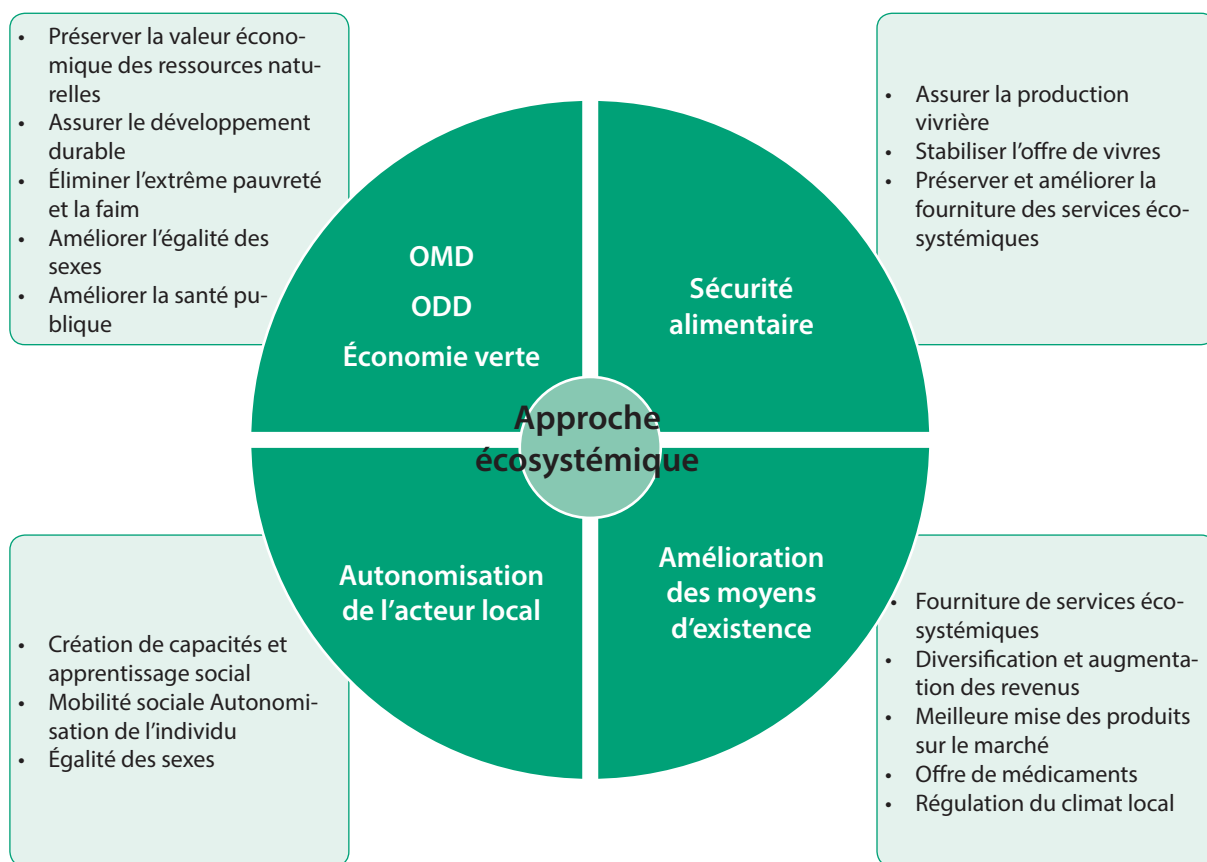 • Préserver la valeur écono-
mique des ressources natu-
relles
• Assurer le développement
durable
• Éliminer l’extrême pauvreté
et la faim
• Améliorer l’égalité des
sexes
• Améliorer la santé pu-
blique
• Assurer la production
vivrière
• Stabiliser l’offre de vivres
• Préserver et améliorer la
fourniture des services éco-
systémiques
OMD
ODD
Économie verte
Sécurité
alimentaire
Approche
écosystémique
Autonomisation
de l’acteur local
Amélioration
des moyens
d’existence
• Création de capacités et
apprentissage social
• Mobilité sociale Autonomi-
sation de l’individu
• Égalité des sexes
• Fourniture de services éco-
systémiques
• Diversification et augmenta-
tion des revenus
• Meilleure mise des produits
sur le marché
• Offre de médicaments
• Régulation du climat local